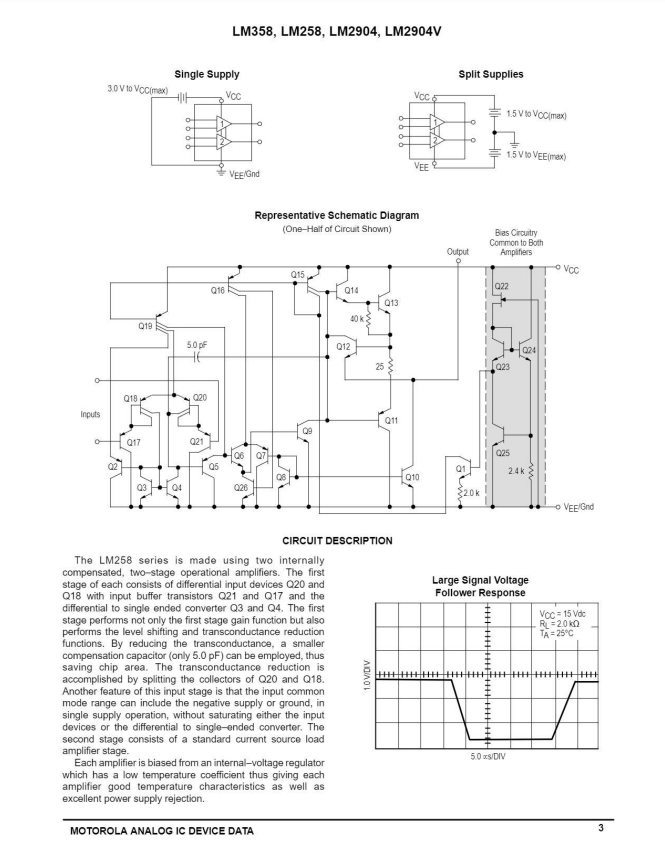 LM358, LM258, LM2904, LM2904V
Single Supply
3.0 V to VCC(max)
VCC
1
2
VEE/Gnd
Split Supplies
VCC
1
2
VEE
1.5 V to VCC(max)
1.5 V to VEE(max)
Representative Schematic Diagram
(One–Half of Circuit Shown)
Bias Circuitry
Common to Both
Amplifiers
Output
VCC
Q15
Q16
Q14
Q13
Q22
40 k
Q19
5.0 pF
Q12
25
Q24
Q23
Q18
Q20
Inputs
Q17
Q21
Q9
Q11
Q25
Q2
Q5
Q6
Q7
Q3
Q4
Q26
Q8
Q10
Q1
2.4 k
2.0 k
VEE/Gnd
CIRCUIT DESCRIPTION
The LM258 series is made using two internally
compensated, two–stage operational amplifiers. The first
stage of each consists of differential input devices Q20 and
Q18 with input buffer transistors Q21 and Q17 and the
differential to single ended converter Q3 and Q4. The first
stage performs not only the first stage gain function but also
performs the level shifting and transconductance reduction
functions. By reducing the transconductance, a smaller
compensation capacitor (only 5.0 pF) can be employed, thus
saving chip area. The transconductance reduction is
accomplished by splitting the collectors of Q20 and Q18.
Another feature of this input stage is that the input common
mode range can include the negative supply or ground, in
single supply operation, without saturating either the input
devices or the differential to single–ended converter. The
second stage consists of a standard current source load
amplifier stage.
Each amplifier is biased from an internal–voltage regulator
which has a low temperature coefficient thus giving each
amplifier good temperature characteristics as well as
excellent power supply rejection.
Large Signal Voltage
Follower Response
VCC = 15 Vdc
RL = 2.0 kΩ
TA = 25°C
1.0 V/DIV
5.0 µs/DIV
MOTOROLA ANALOG IC DEVICE DATA
3